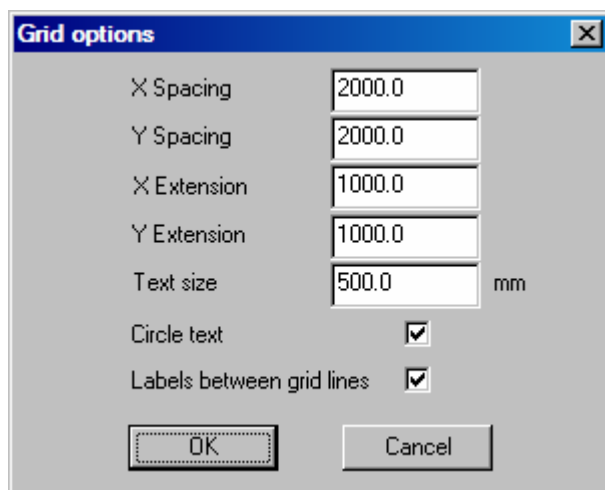 Grid options
X Spacing 2000.0
Y Spacing 2000.0
X Extension 1000.0
Y Extension 1000.0
Text size 500.0 mm
Circle text
Labels between grid lines
OK Cancel